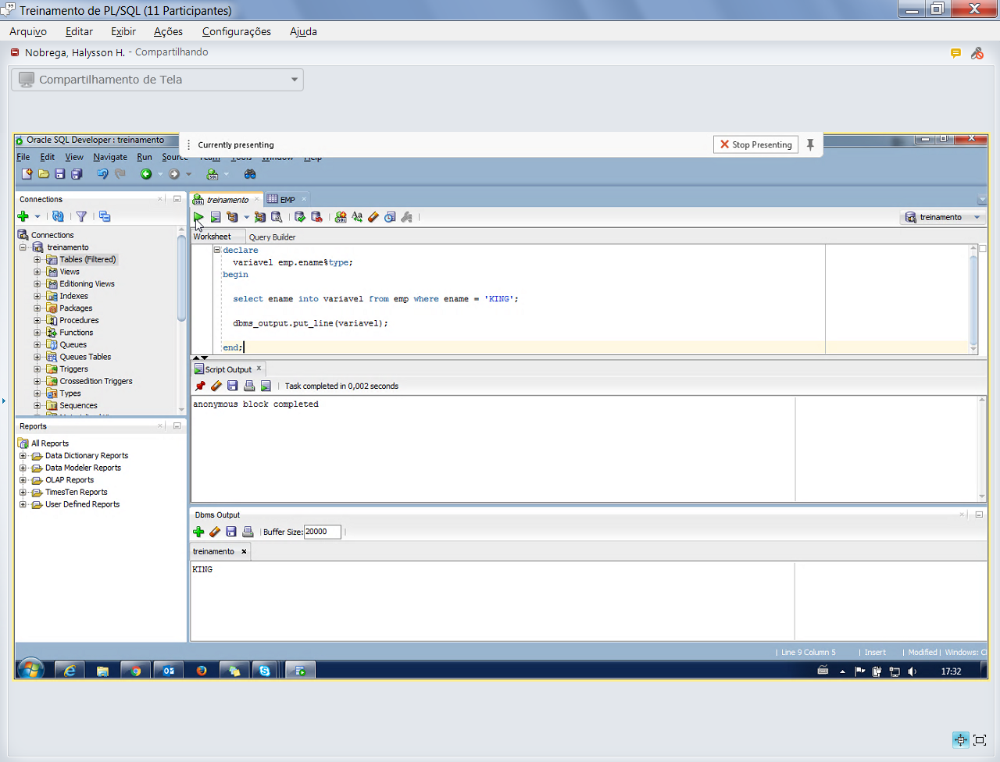 Treinamento de PL/SQL (11 Participantes)
Arquivo Editar Exibir Ações Configurações Ajuda
Nobrega, Halysson H. - Compartilhando
Compartilhamento de Tela
Oracle SQL Developer : treinamento
Currently presenting
Stop Presenting
File Edit View Navigate Run Source Team Tools Window Help
Connections
treinamento
EMP
treinamento
Worksheet
Query Builder
Connections
treinamento
Tables (Filtered)
Views
Editioning Views
Indexes
Packages
Procedures
Functions
Queues
Queues Tables
Triggers
Crossedition Triggers
Types
Sequences
declare
variavel emp.ename%type;
begin
select ename into variavel from emp where ename = 'KING';
dbms_output.put_line(variavel);
end;
Script Output
Task completed in 0,002 seconds
anonymous block completed
Reports
All Reports
Data Dictionary Reports
Data Modeler Reports
OLAP Reports
TimesTen Reports
User Defined Reports
Dbms Output
Buffer Size: 20000
treinamento
KING
Line 9 Column 5 | Insert | Modified | Windows: C
17:32